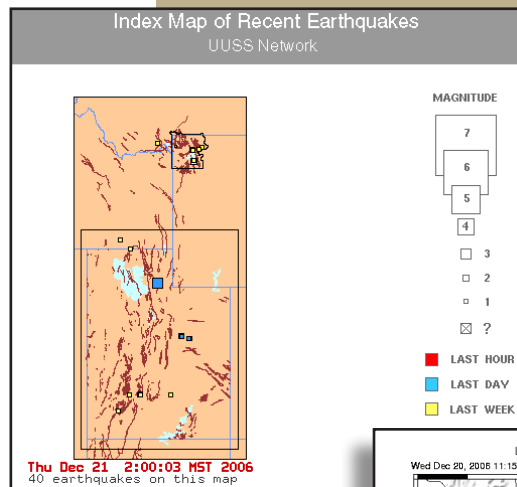 Index Map of Recent Earthquakes
UUSS Network
MAGNITUDE
7
6
5
4
3
2
1
?
LAST HOUR
LAST DAY
LAST WEEK
Thu Dec 21 2:00:03 MST 2006
40 earthquakes on this map
Wed Dec 20, 2006 11:15